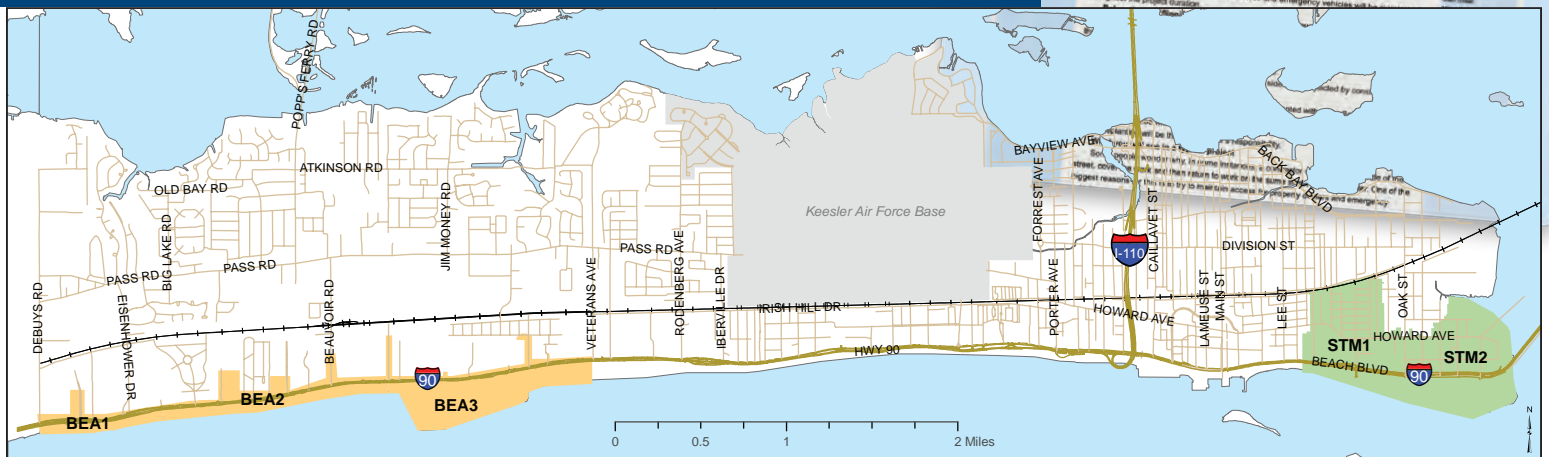 POPP'S FERRY RD
BAYVIEW AVE
BACK BAY BLVD
ATKINSON RD
OLD BAY RD
FORREST AVE
Keesler Air Force Base
BIG LAKE RD
JIM MONEY RD
CAILLAVET ST
PASS RD
DIVISION ST
I-110
PASS RD
PASS RD
RODENBERG AVE
DEBUYS RD
EISENHOWER DR
BEAUVOIR RD
VETERANS AVE
IBERVILLE DR
IRISH HILL DR
PORTER AVE
HOWARD AVE
LAMEUSE ST
MAIN ST
LEE ST
OAK ST
HOWARD AVE
STM1
STM2
HWY 90
BEACH BLVD
90
90
BEA1
BEA2
BEA3
N
0 0.5 1 2 Miles